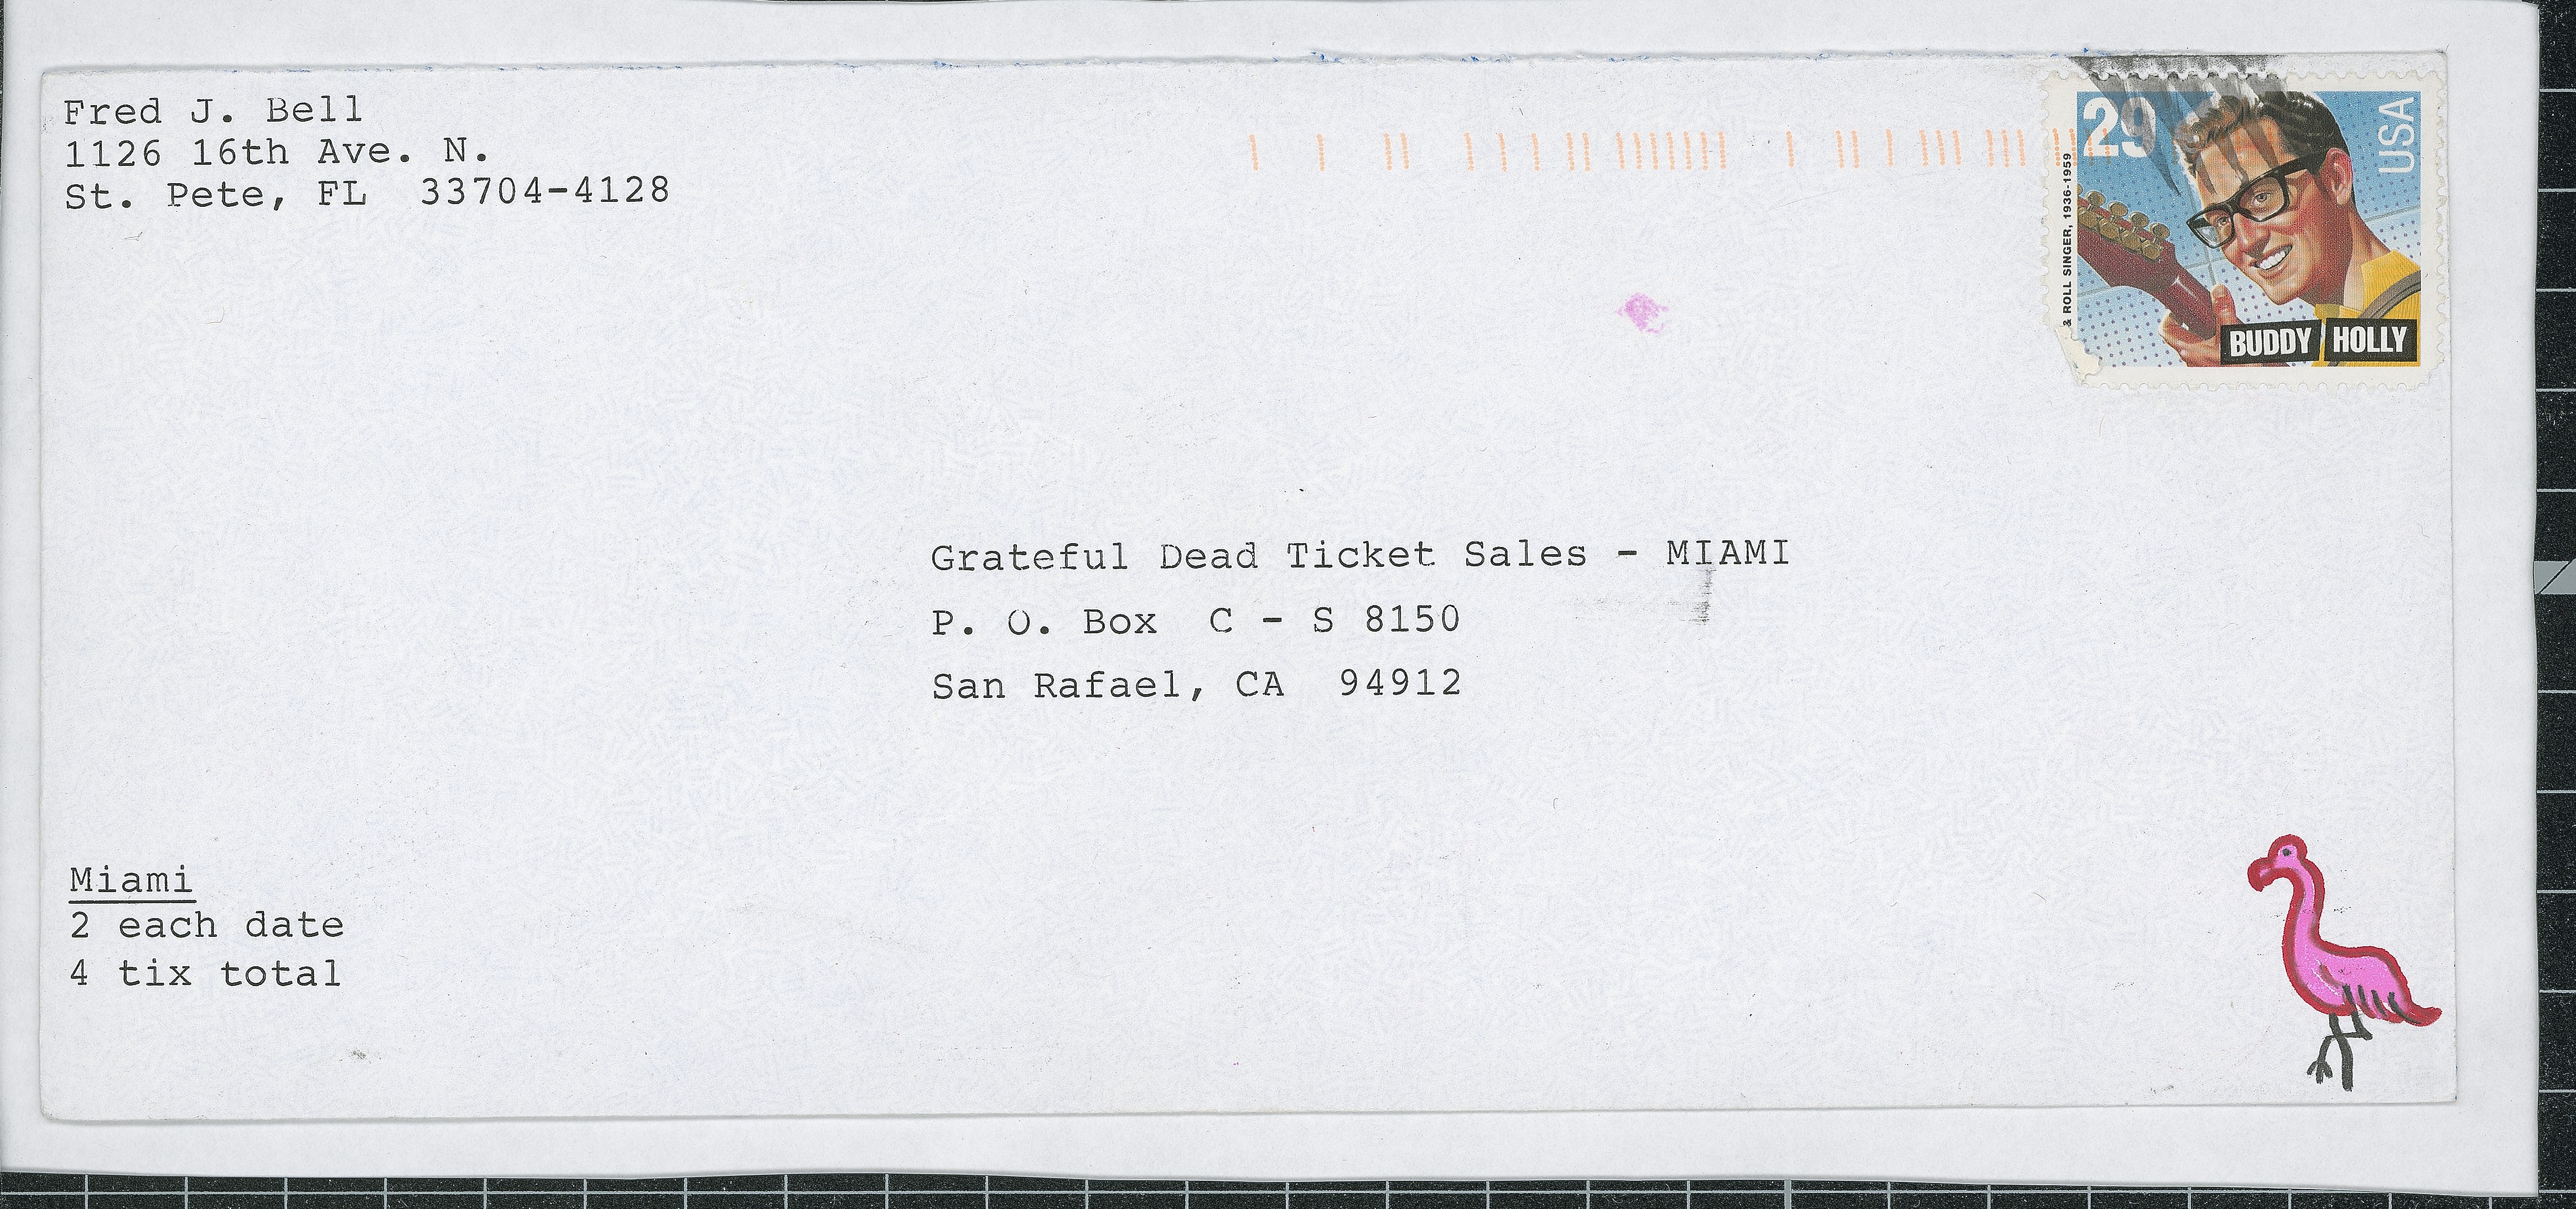 Fred J. Bell
1126 16th Ave. N.
St. Pete, FL 33704-4128
29
USA
& ROLL SINGER, 1936-1959
BUDDY HOLLY
Grateful Dead Ticket Sales - MIAMI
P. O. Box C - S 8150
San Rafael, CA 94912
Miami
2 each date
4 tix total